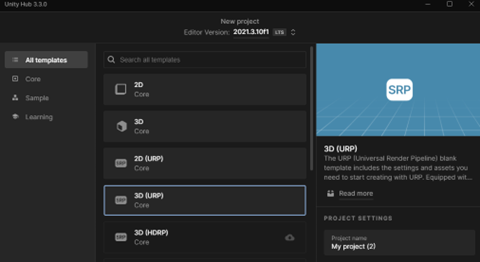 Unity Hub 3.3.0
New project
Editor Version: 2021.3.10f1 LTS
All templates
Core
Sample
Learning
Search all templates
2D
Core
3D
Core
SRP
2D (URP)
Core
SRP
3D (URP)
Core
SRP
3D (HDRP)
Core
SRP
3D (URP)
The URP (Universal Render Pipeline) blank
template includes the settings and assets you
need to start creating with URP. Equipped wit...
Read more
PROJECT SETTINGS
Project name
My project (2)